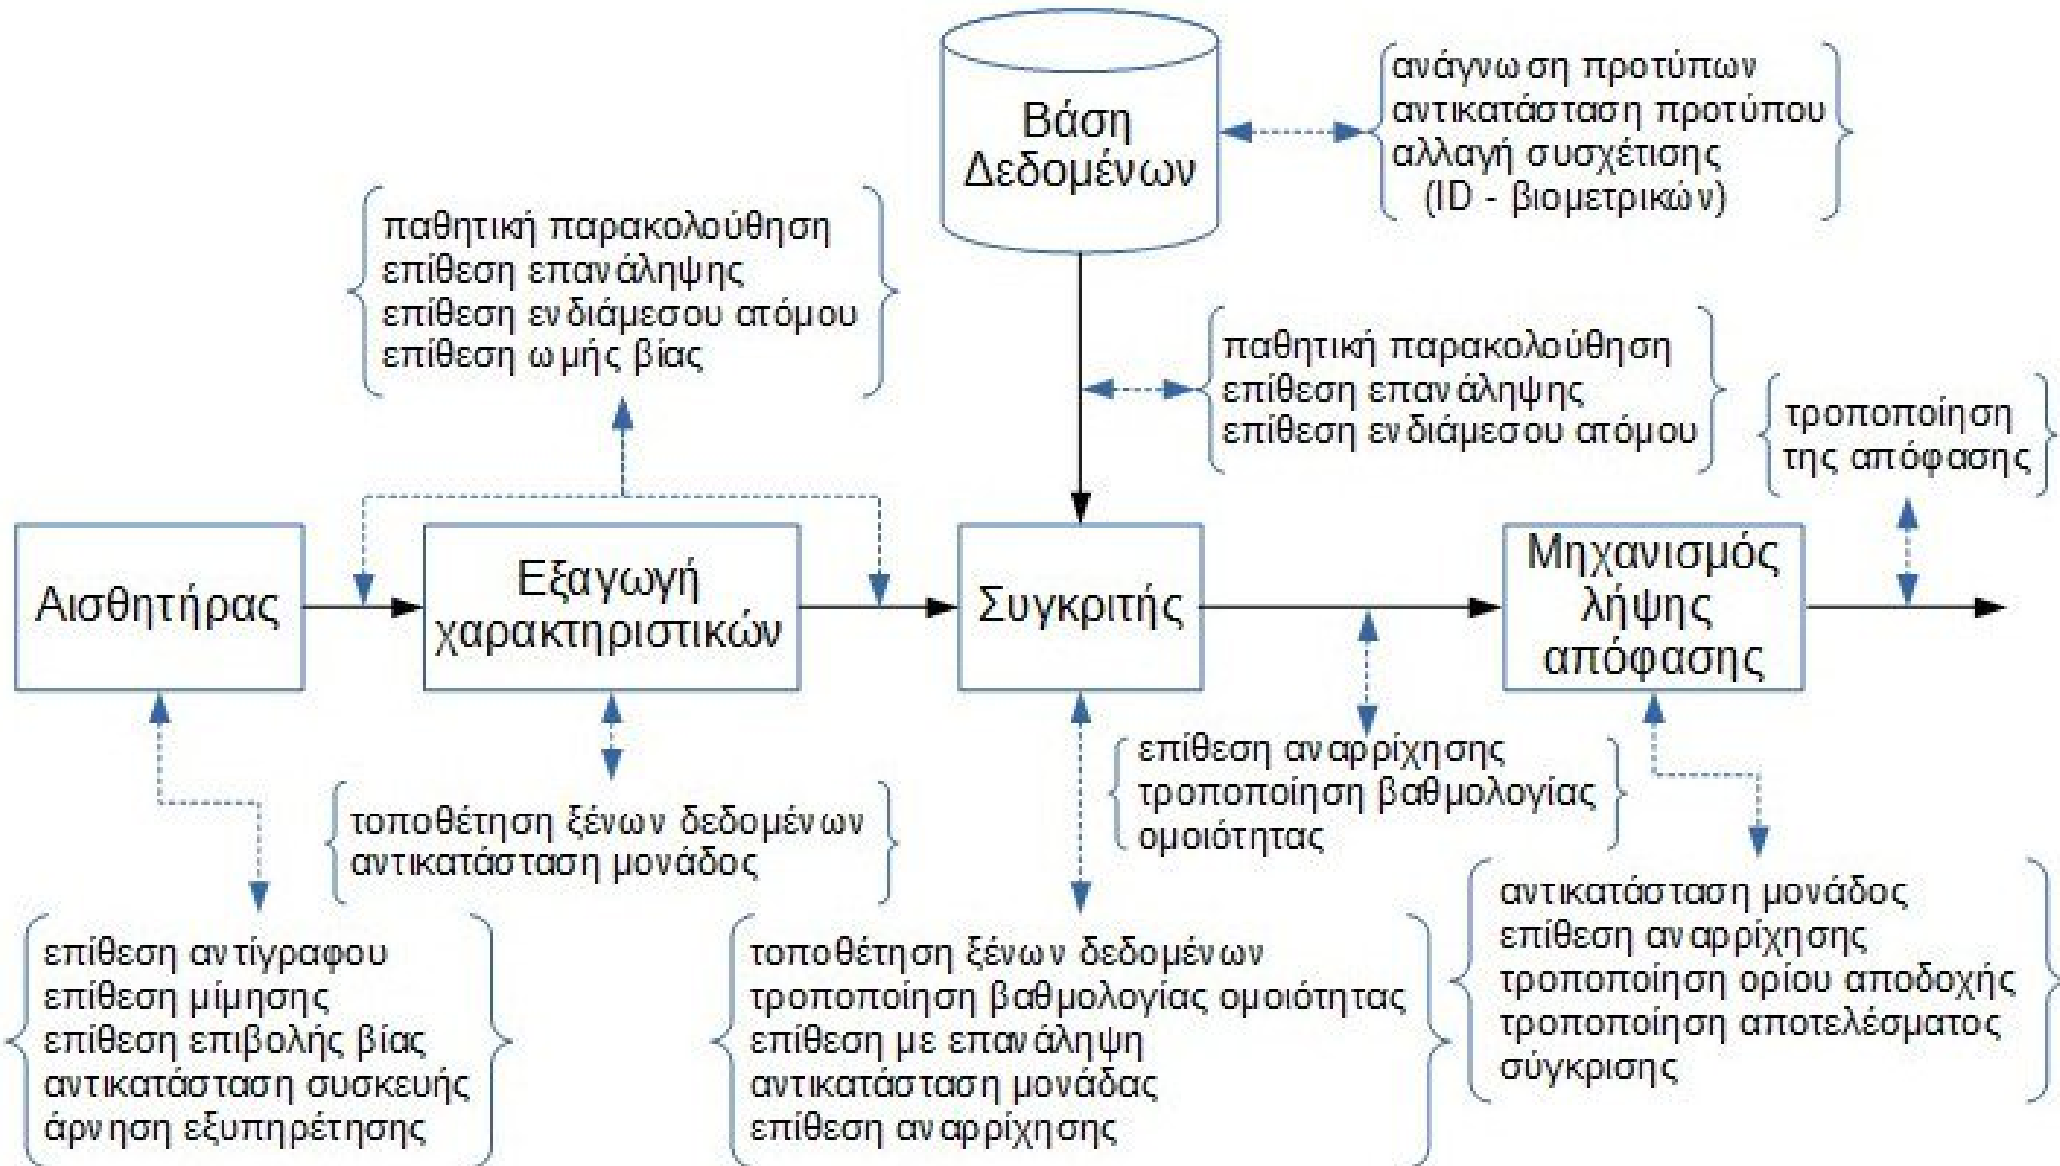 Βάση
Δεδομένων
ανάγνωση προτύπων
αντικατάσταση προτύπου
αλλαγή συσχέτισης
(ID - βιομετρικών)
παθητική παρακολούθηση
επίθεση επανάληψης
επίθεση ενδιάμεσου ατόμου
επίθεση ωμής βίας
παθητική παρακολούθηση
επίθεση επανάληψης
επίθεση ενδιάμεσου ατόμου
τροποποίηση
της απόφασης
Αισθητήρας
Εξαγωγή
χαρακτηριστικών
Συγκριτής
Μηχανισμός
λήψης
απόφασης
τοποθέτηση ξένων δεδομένων
αντικατάσταση μονάδος
επίθεση αναρρίχησης
τροποποίηση βαθμολογίας
ομοιότητας
επίθεση αντίγραφου
επίθεση μίμησης
επίθεση επιβολής βίας
αντικατάσταση συσκευής
άρνηση εξυπηρέτησης
τοποθέτηση ξένων δεδομένων
τροποποίηση βαθμολογίας ομοιότητας
επίθεση με επανάληψη
αντικατάσταση μονάδας
επίθεση αναρρίχησης
αντικατάσταση μονάδος
επίθεση αναρρίχησης
τροποποίηση ορίου αποδοχής
τροποποίηση αποτελέσματος
σύγκρισης